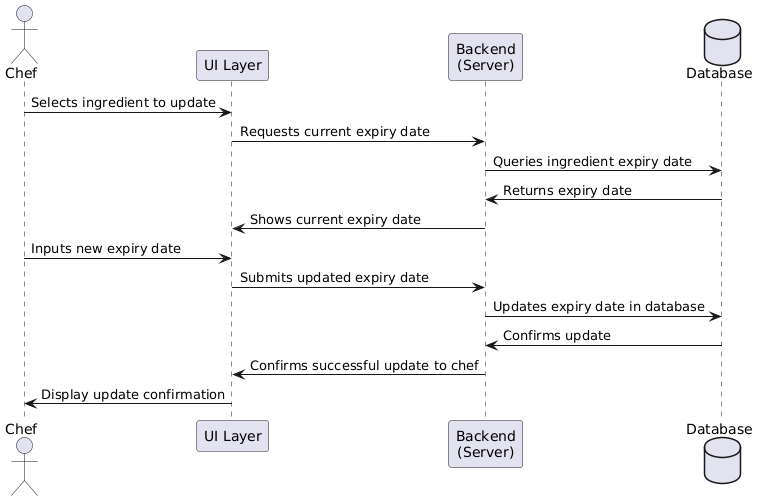 Chef
UI Layer
Backend
(Server)
Database
Selects ingredient to update
Requests current expiry date
Queries ingredient expiry date
Returns expiry date
Shows current expiry date
Inputs new expiry date
Submits updated expiry date
Updates expiry date in database
Confirms update
Confirms successful update to chef
Display update confirmation
Chef
UI Layer
Backend
(Server)
Database